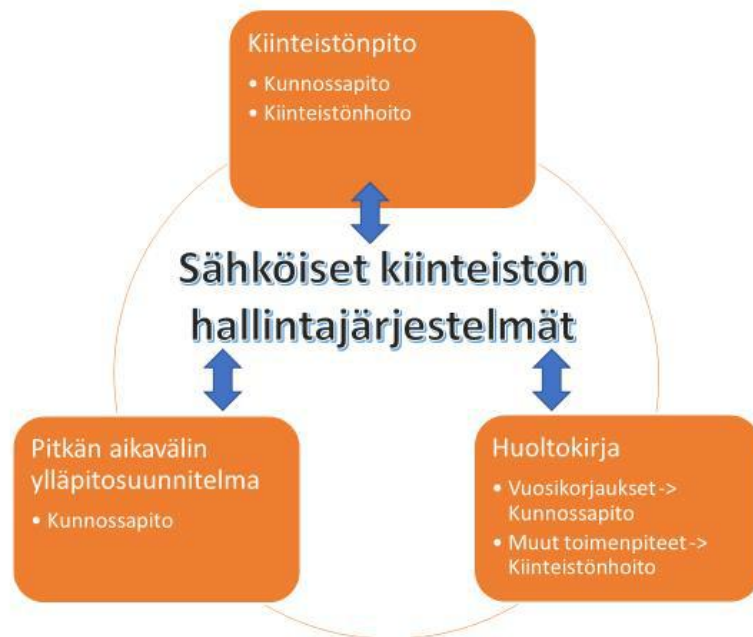 Kiinteistönpito
• Kunnossapito
• Kiinteistönhoito
Sähköiset kiinteistön
hallintajärjestelmät
Pitkän aikavälin
ylläpitosuunnitelma
• Kunnossapito
Huoltokirja
• Vuosikorjaukset->
Kunnossapito
• Muut toimenpiteet->
Kiinteistönhoito